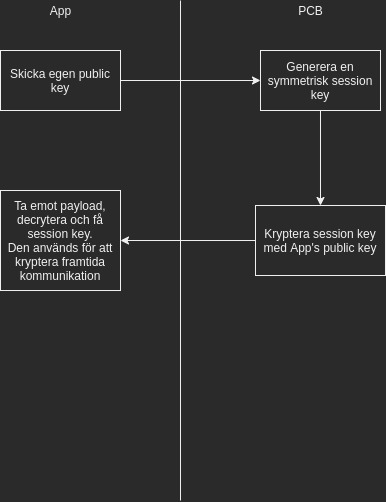 App
PCB
Skicka egen public
key
Generera en
symmetrisk session
key
Ta emot payload,
decrytera och få
session key.
Den används för att
kryptera framtida
kommunikation
Kryptera session key
med App's public key